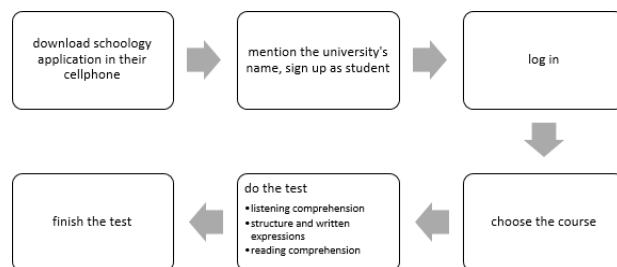 download schoology
application in their
cellphone
mention the university's
name, sign up as student
log in
choose the course
do the test
•listening comprehension
•structure and written
expressions
•reading comprehension
finish the test